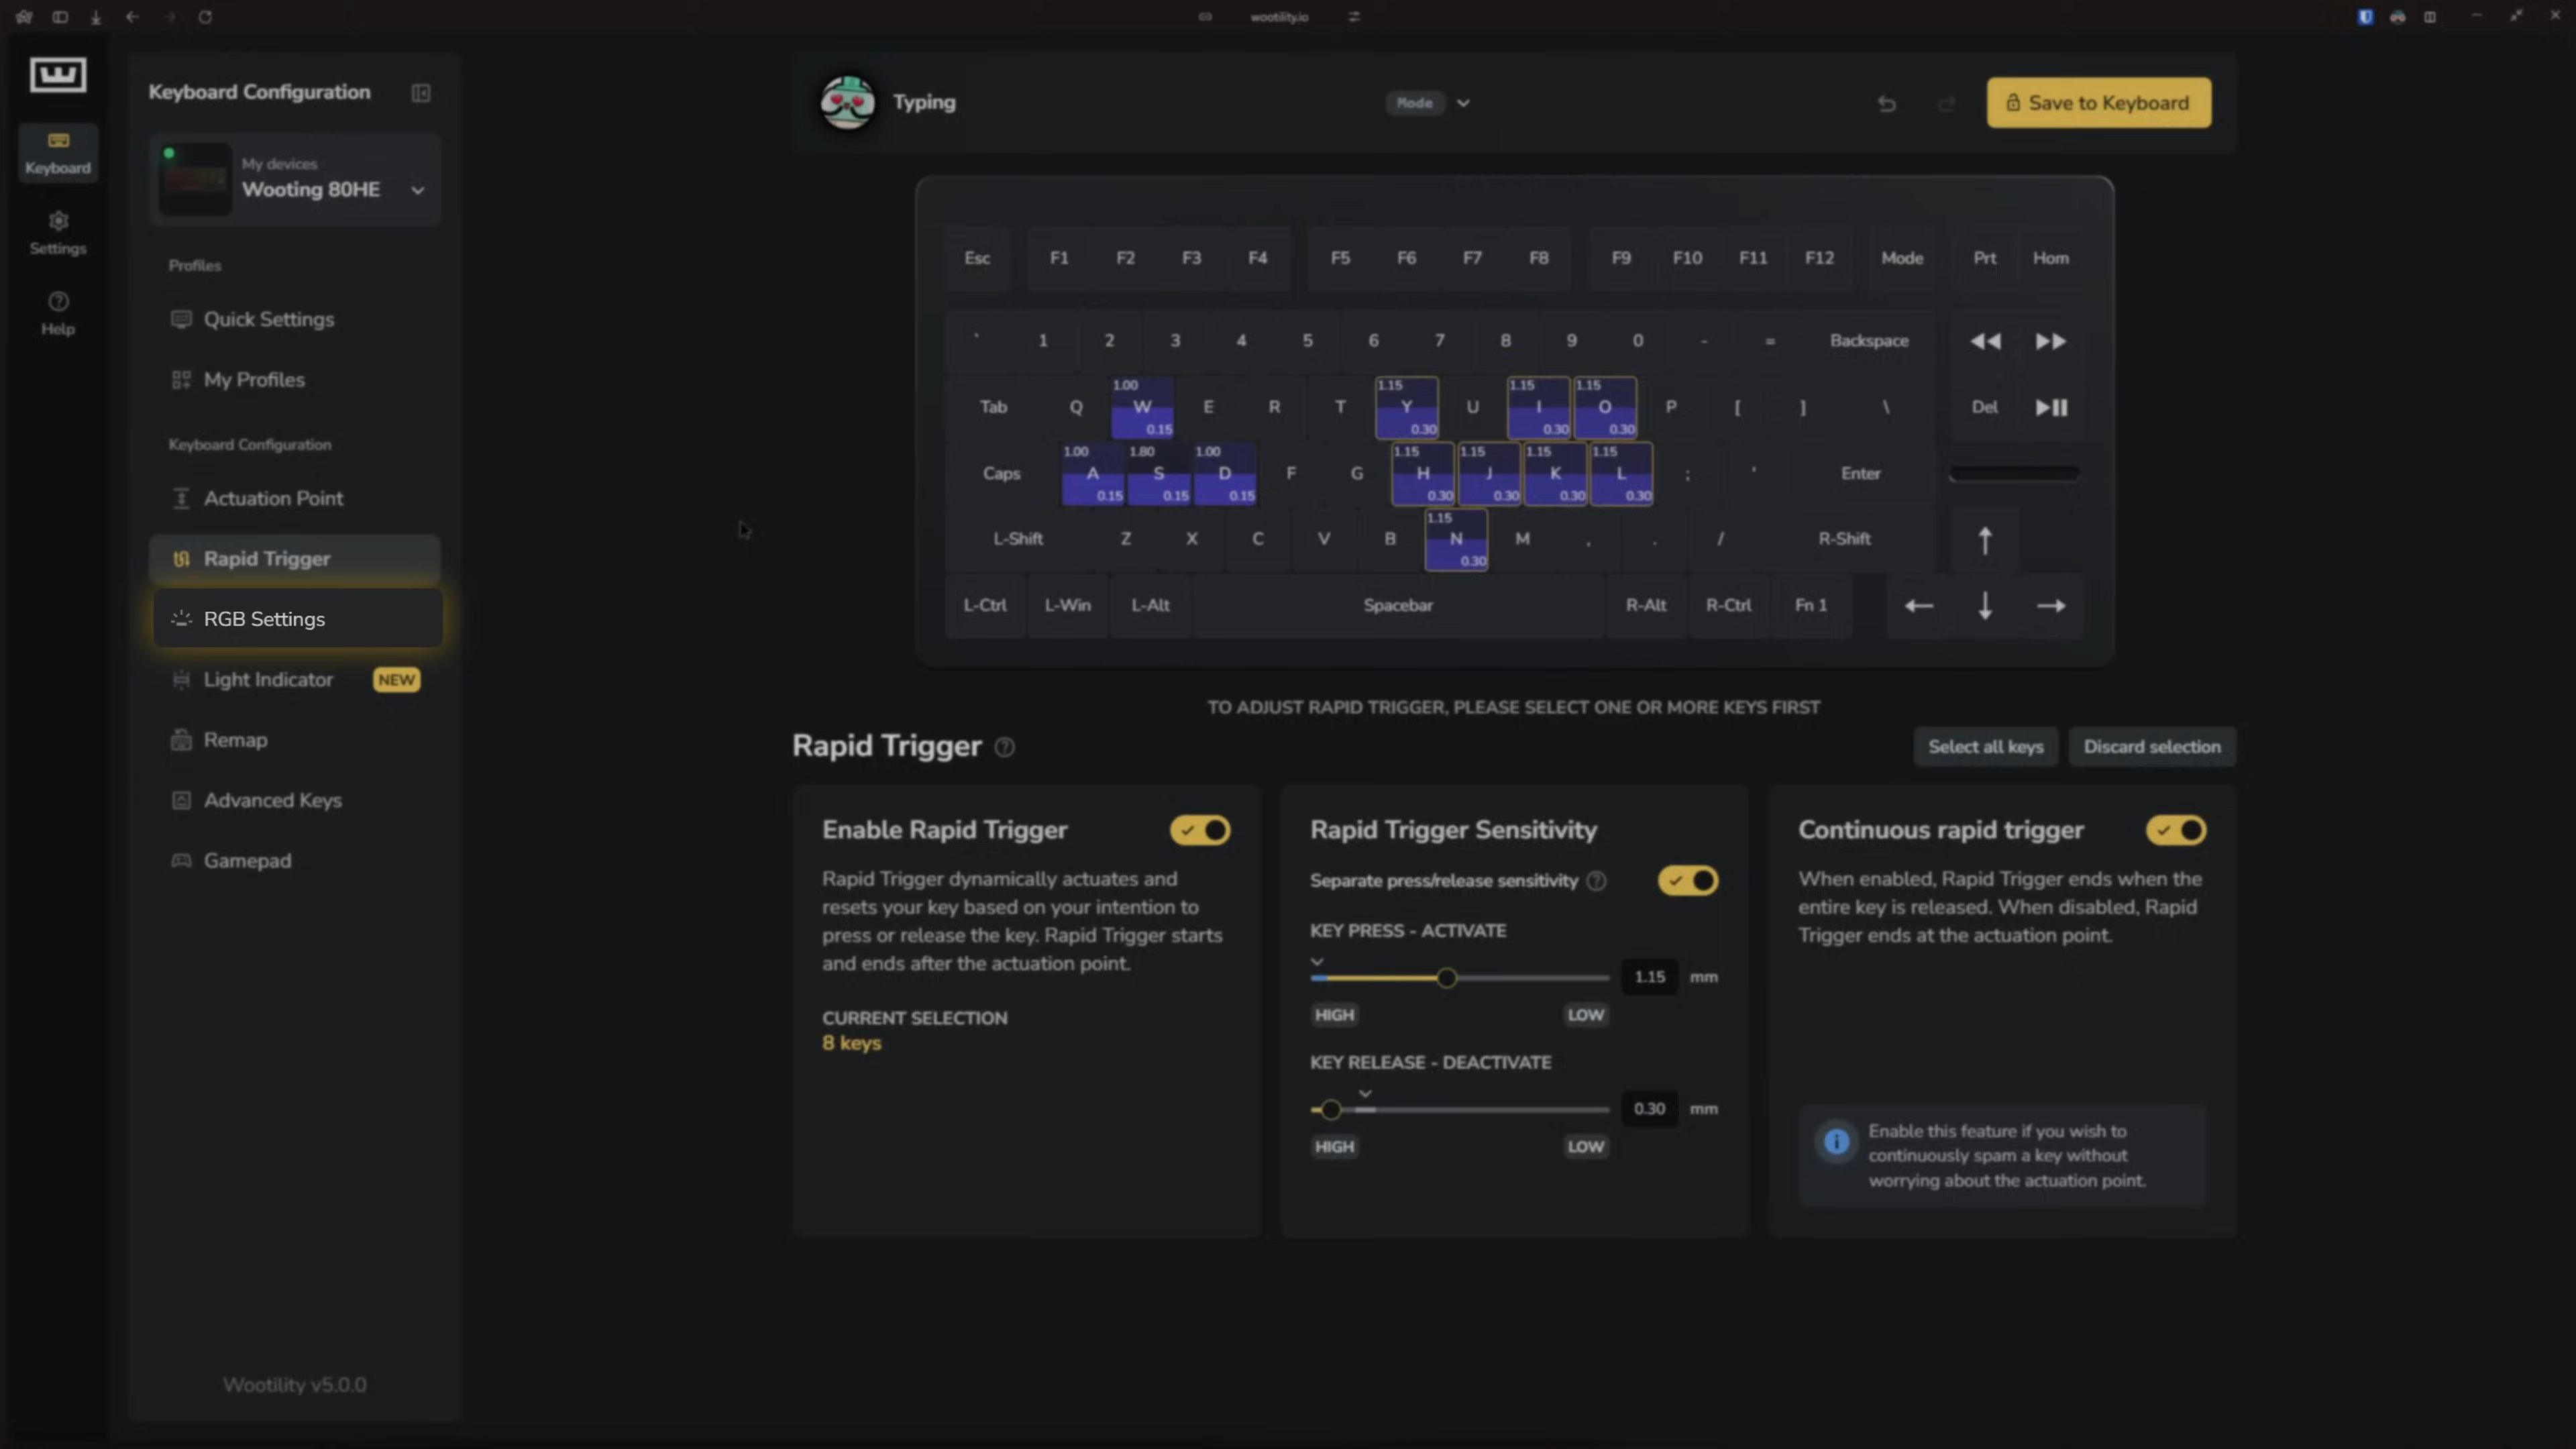 wootility.io
Keyboard
Settings
Help
Keyboard Configuration
My devices
Wooting 80HE
Profiles
Quick Settings
My Profiles
Keyboard Configuration
Actuation Point
Rapid Trigger
RGB Settings
Light Indicator NEW
Remap
Advanced Keys
Gamepad
Wootility v5.0.0
Typing
Mode
Save to Keyboard
Esc F1 F2 F3 F4 F5 F6 F7 F8 F9 F10 F11 F12 Mode Prt Hom
` 1 2 3 4 5 6 7 8 9 0 - = Backspace
1.00 1.15 1.15 1.15
Tab Q W E R T Y U I O P [ ] \ Del
0.15 0.30 0.30 0.30
1.00 1.80 1.00 1.15 1.15 1.15 1.15
Caps A S D F G H J K L ; ' Enter
0.15 0.15 0.15 0.30 0.30 0.30 0.30
1.15
L-Shift Z X C V B N M , . / R-Shift
0.30
L-Ctrl L-Win L-Alt Spacebar R-Alt R-Ctrl Fn 1
TO ADJUST RAPID TRIGGER, PLEASE SELECT ONE OR MORE KEYS FIRST
Rapid Trigger
Select all keys
Discard selection
Enable Rapid Trigger
Rapid Trigger dynamically actuates and
resets your key based on your intention to
press or release the key. Rapid Trigger starts
and ends after the actuation point.
CURRENT SELECTION
8 keys
Rapid Trigger Sensitivity
Separate press/release sensitivity
KEY PRESS - ACTIVATE
1.15 mm
HIGH LOW
KEY RELEASE - DEACTIVATE
0.30 mm
HIGH LOW
Continuous rapid trigger
When enabled, Rapid Trigger ends when the
entire key is released. When disabled, Rapid
Trigger ends at the actuation point.
Enable this feature if you wish to
continuously spam a key without
worrying about the actuation point.